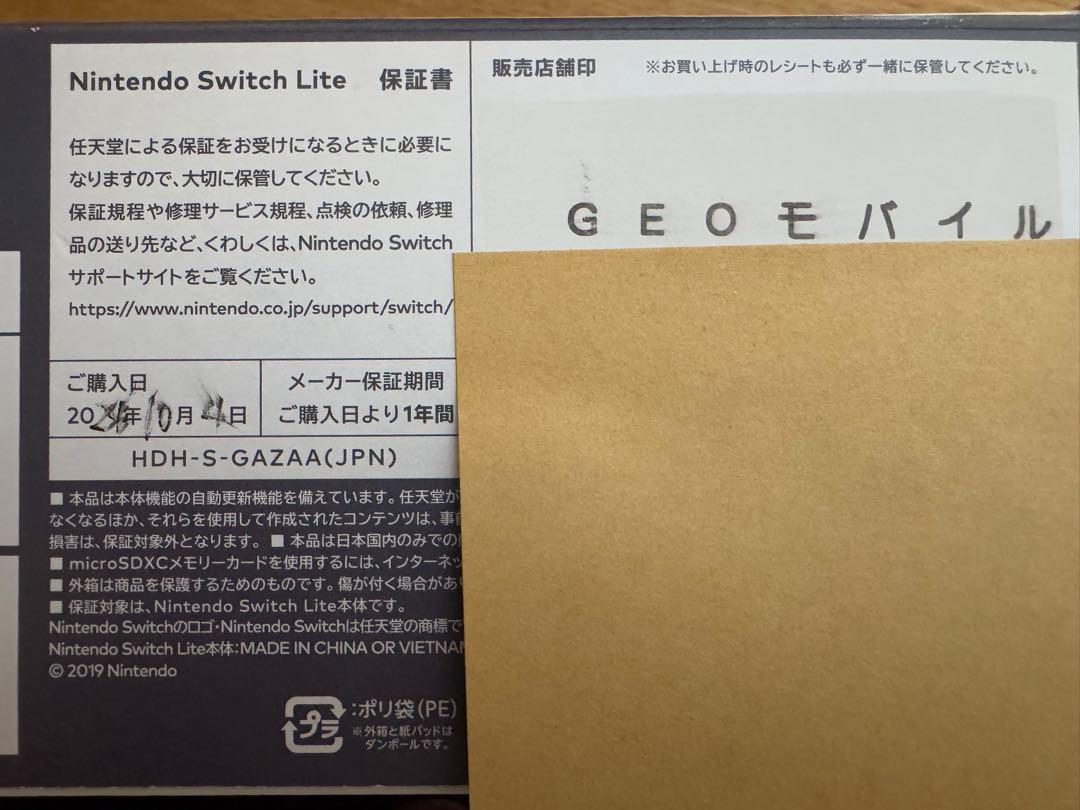 Nintendo Switch Lite 保証書
任天堂による保証をお受けになるときに必要に
なりますので、大切に保管してください。
保証規程や修理サービス規程、点検の依頼、修理
品の送り先など、くわしくは、Nintendo Switch
サポートサイトをご覧ください。
https://www.nintendo.co.jp/support/switch/
ご購入日
20 年10月4日
メーカー保証期間
ご購入日より1年間
HDH-S-GAZAA(JPN)
販売店舗印 ※お買い上げ時のレシートも必ず一緒に保管してください。
GEOモバイル
■ 本品は本体機能の自動更新機能を備えています。任天堂が
なくなるほか、それらを使用して作成されたコンテンツは、事前
損害は、保証対象外となります。 ■ 本品は日本国内のみでの
■ microSDXCメモリーカードを使用するには、インターネッ
■ 外箱は商品を保護するためのものです。傷が付く場合があ
■ 保証対象は、Nintendo Switch Lite本体です。
Nintendo Switchのロゴ・Nintendo Switchは任天堂の商標で
Nintendo Switch Lite本体:MADE IN CHINA OR VIETNAM
© 2019 Nintendo
プラ
:ポリ袋(PE)
※外箱と紙パッドは
ダンボールです。